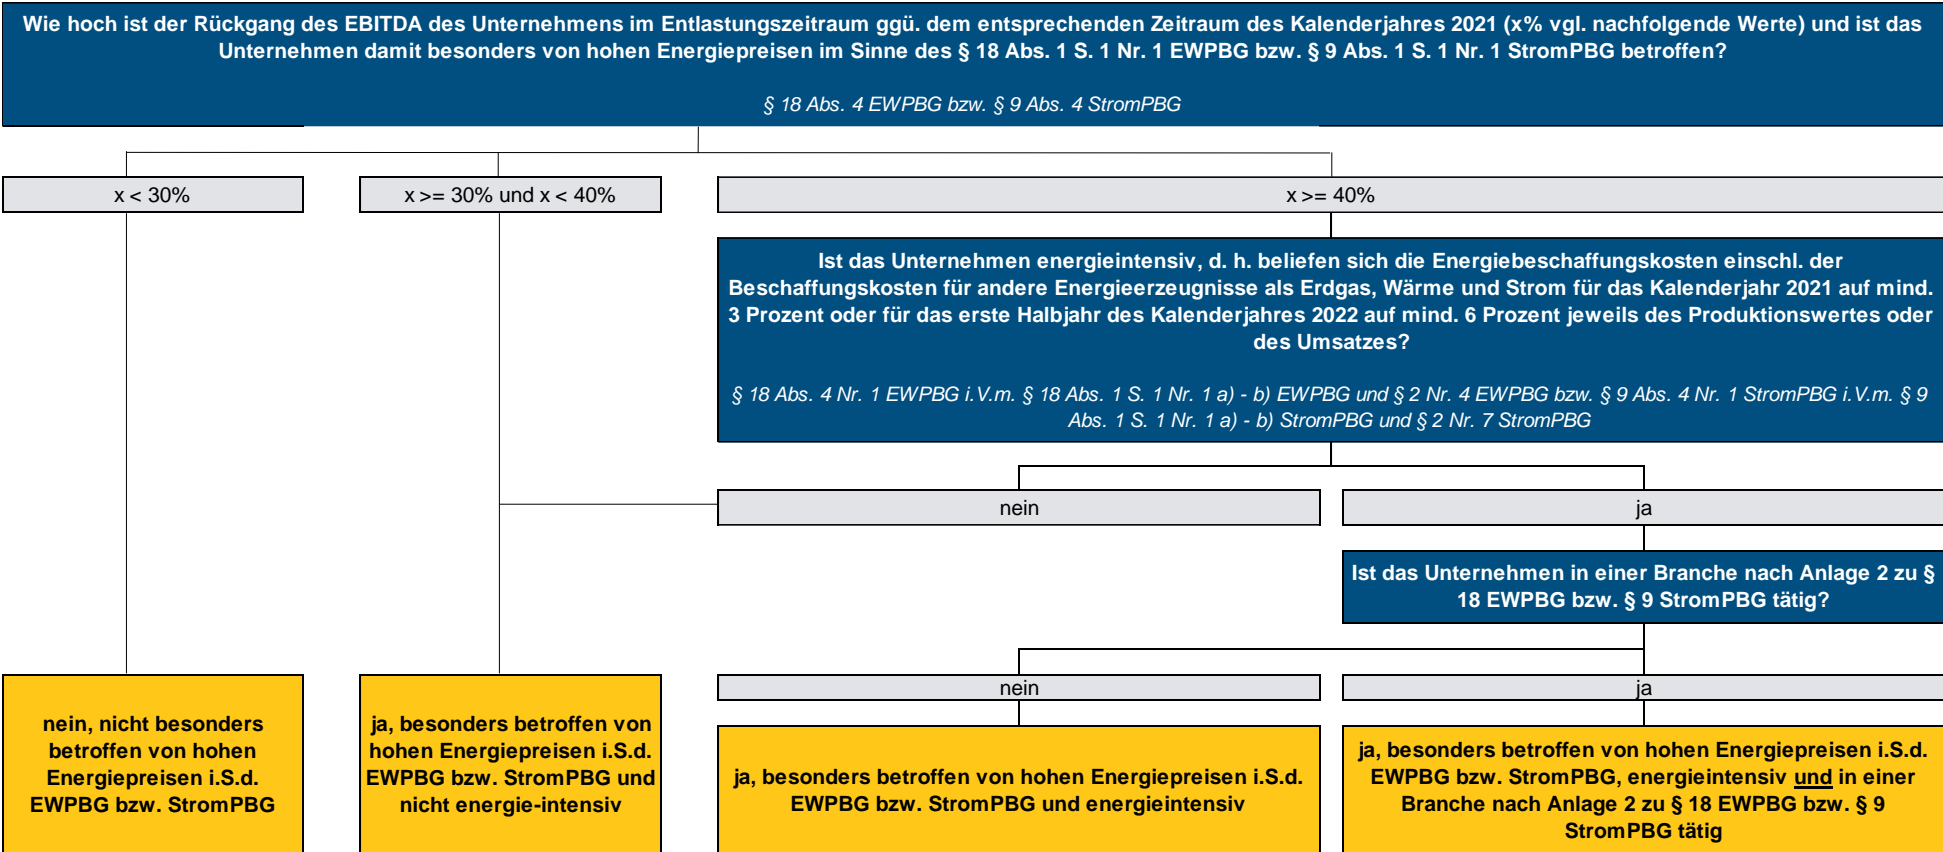 Wie hoch ist der Rückgang des EBITDA des Unternehmens im Entlastungszeitraum ggü. dem entsprechenden Zeitraum des Kalenderjahres 2021 (x% vgl. nachfolgende Werte) und ist das
Unternehmen damit besonders von hohen Energiepreisen im Sinne des § 18 Abs. 1 S. 1 Nr. 1 EWPBG bzw. § 9 Abs. 1 S. 1 Nr. 1 StromPBG betroffen?
§ 18 Abs. 4 EWPBG bzw. § 9 Abs. 4 StromPBG
x < 30%
x >= 30% und x < 40%
x >= 40%
Ist das Unternehmen energieintensiv, d. h. beliefen sich die Energiebeschaffungskosten einschl. der
Beschaffungskosten für andere Energieerzeugnisse als Erdgas, Wärme und Strom für das Kalenderjahr 2021 auf mind.
3 Prozent oder für das erste Halbjahr des Kalenderjahres 2022 auf mind. 6 Prozent jeweils des Produktionswertes oder
des Umsatzes?
§ 18 Abs. 4 Nr. 1 EWPBG i.V.m. § 18 Abs. 1 S. 1 Nr. 1 a) - b) EWPBG und § 2 Nr. 4 EWPBG bzw. § 9 Abs. 4 Nr. 1 StromPBG i.V.m. § 9
Abs. 1 S. 1 Nr. 1 a) - b) StromPBG und § 2 Nr. 7 StromPBG
nein
ja
Ist das Unternehmen in einer Branche nach Anlage 2 zu §
18 EWPBG bzw. § 9 StromPBG tätig?
nein
ja
nein, nicht besonders
betroffen von hohen
Energiepreisen i.S.d.
EWPBG bzw. StromPBG
ja, besonders betroffen von
hohen Energiepreisen i.S.d.
EWPBG bzw. StromPBG und
nicht energie-intensiv
ja, besonders betroffen von hohen Energiepreisen i.S.d.
EWPBG bzw. StromPBG und energieintensiv
ja, besonders betroffen von hohen Energiepreisen i.S.d.
EWPBG bzw. StromPBG, energieintensiv und in einer
Branche nach Anlage 2 zu § 18 EWPBG bzw. § 9
StromPBG tätig